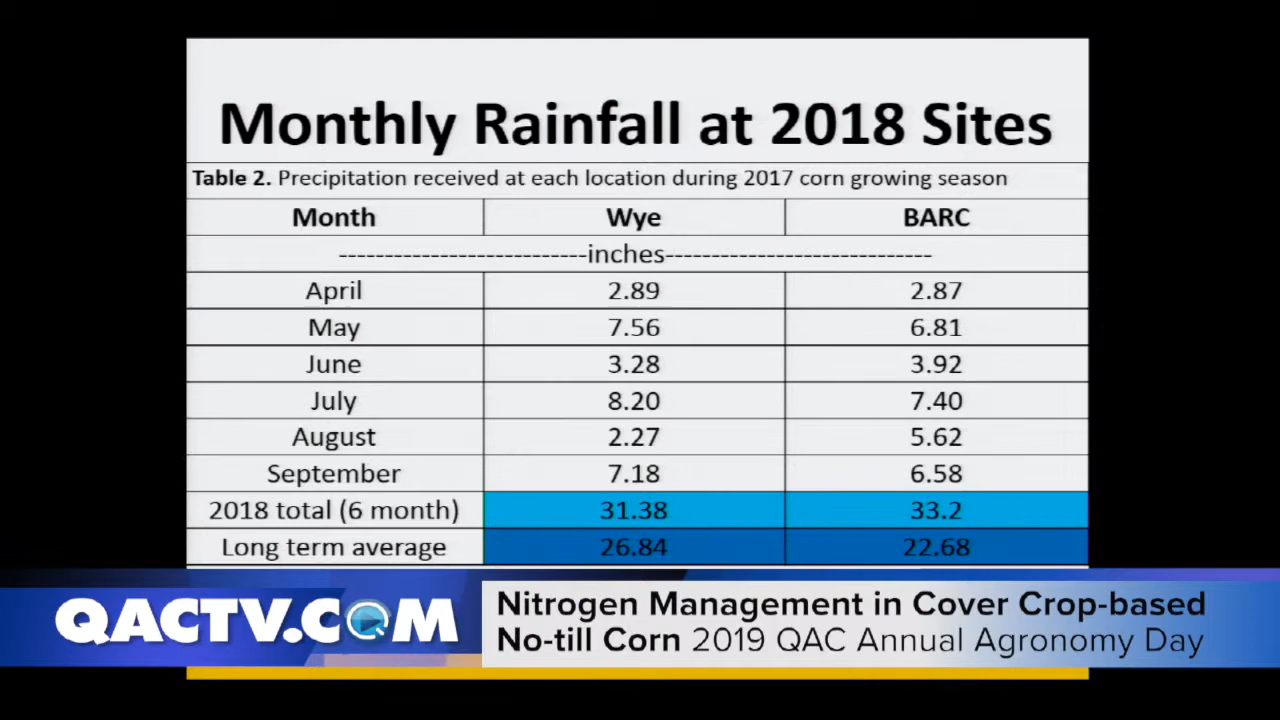 Monthly Rainfall at 2018 Sites
Table 2. Precipitation received at each location during 2017 corn growing season
Month Wye BARC
---------------------------inches-----------------------------
April 2.89 2.87
May 7.56 6.81
June 3.28 3.92
July 8.20 7.40
August 2.27 5.62
September 7.18 6.58
2018 total (6 month) 31.38 33.2
Long term average 26.84 22.68
QACTV.COM
Nitrogen Management in Cover Crop-based
No-till Corn 2019 QAC Annual Agronomy Day